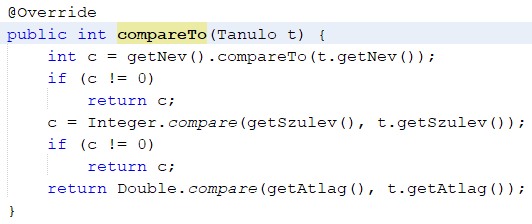 @Override
public int compareTo(Tanulo t) {
    int c = getNev().compareTo(t.getNev());
    if (c != 0)
        return c;
    c = Integer.compare(getSzulev(), t.getSzulev());
    if (c != 0)
        return c;
    return Double.compare(getAtlag(), t.getAtlag());
}